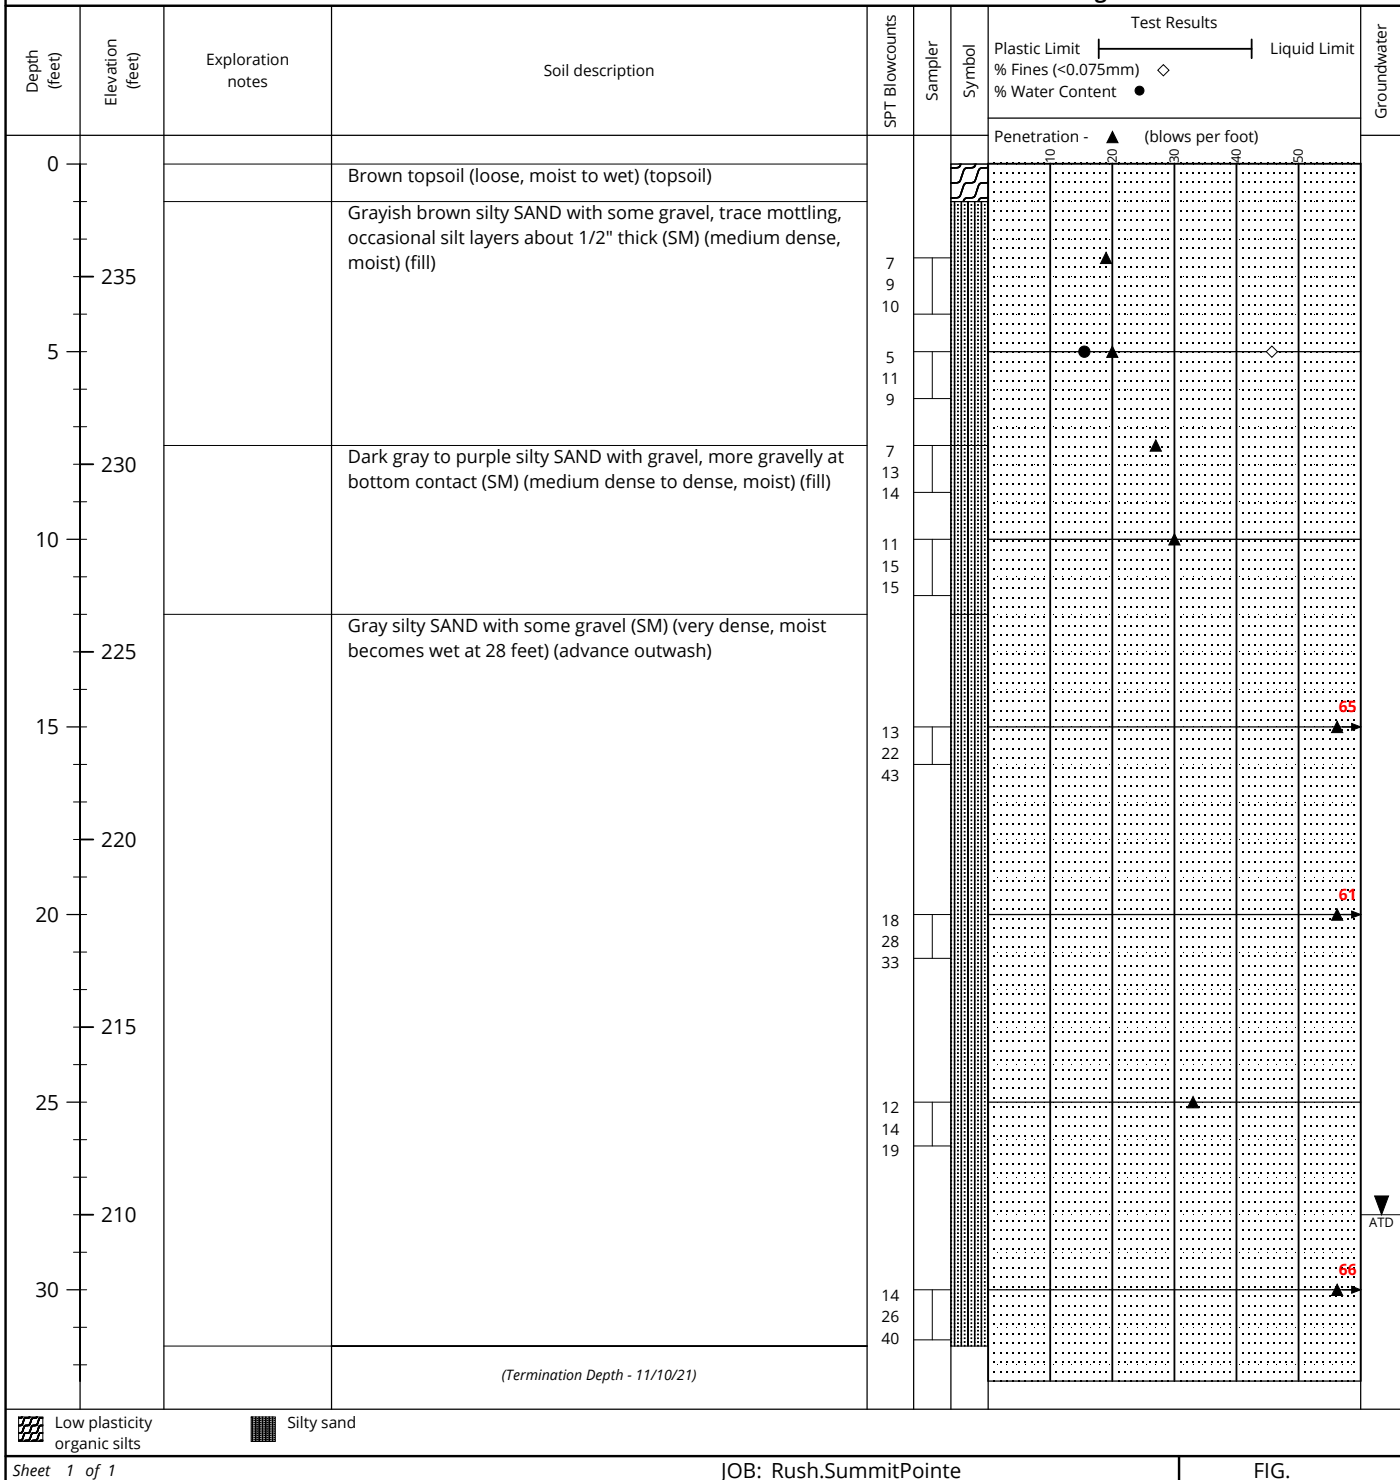 Depth
(feet)
Elevation
(feet)
Exploration
notes
Soil description
SPT Blowcounts
Sampler
Symbol
Test Results
Plastic Limit
Liquid Limit
% Fines (<0.075mm)
% Water Content
Groundwater
Penetration - (blows per foot)
10 20 30 40 50
0
Brown topsoil (loose, moist to wet) (topsoil)
Grayish brown silty SAND with some gravel, trace mottling,
occasional silt layers about 1/2" thick (SM) (medium dense,
moist) (fill)
235
7
9
10
5
5
11
9
230
Dark gray to purple silty SAND with gravel, more gravelly at
bottom contact (SM) (medium dense to dense, moist) (fill)
7
13
14
10
11
15
15
Gray silty SAND with some gravel (SM) (very dense, moist
becomes wet at 28 feet) (advance outwash)
225
65
15
13
22
43
220
61
20
18
28
33
215
25
12
14
19
210
ATD
66
30
14
26
40
(Termination Depth - 11/10/21)
Low plasticity
organic silts
Silty sand
Sheet 1 of 1
JOB: Rush.SummitPointe
FIG.